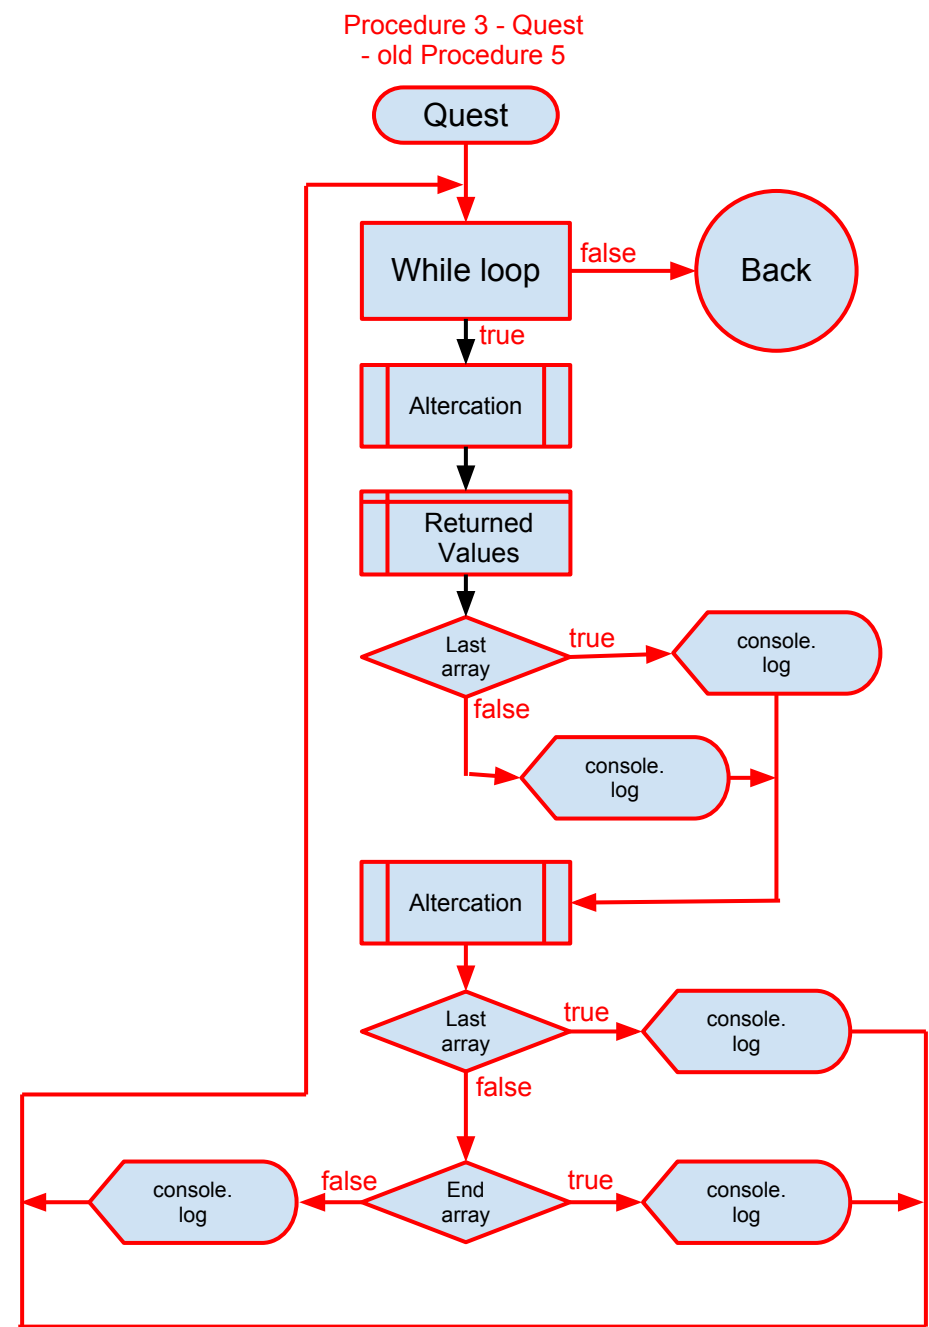 Procedure 3 - Quest
- old Procedure 5
Quest
While loop
false
Back
true
Altercation
Returned
Values
Last
array
true
console.
log
false
console.
log
Altercation
Last
array
true
console.
log
false
console.
log
false
End
array
true
console.
log